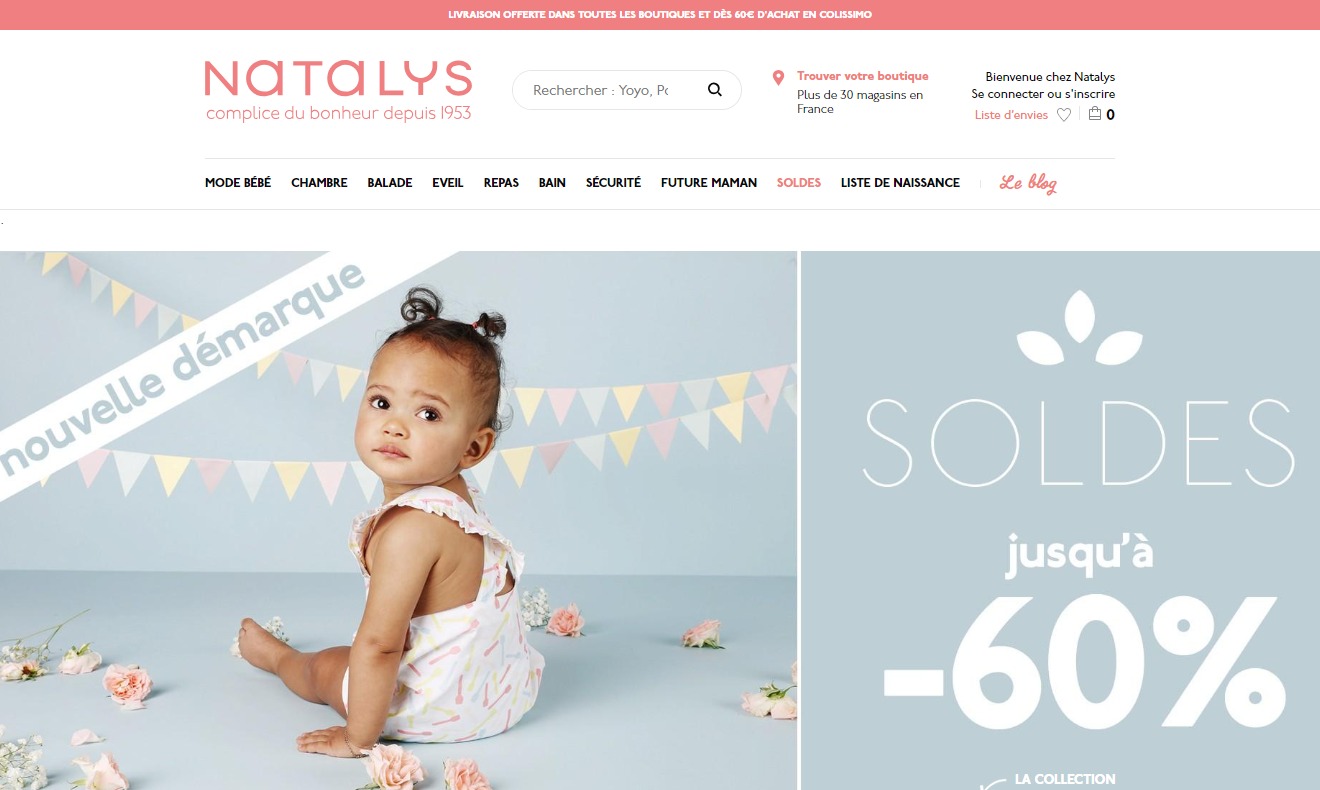 LIVRAISON OFFERTE DANS TOUTES LES BOUTIQUES ET DÈS 60€ D'ACHAT EN COLISSIMO
NATALYS
complice du bonheur depuis 1953
Rechercher : Yoyo, Po
Trouver votre boutique
Plus de 30 magasins en
France
Bienvenue chez Natalys
Se connecter ou s'inscrire
Liste d'envies
0
MODE BÉBÉ CHAMBRE BALADE EVEIL REPAS BAIN SÉCURITÉ FUTURE MAMAN SOLDES LISTE DE NAISSANCE Le blog
.
nouvelle démarque
SOLDES
jusqu'à
-60%
LA COLLECTION